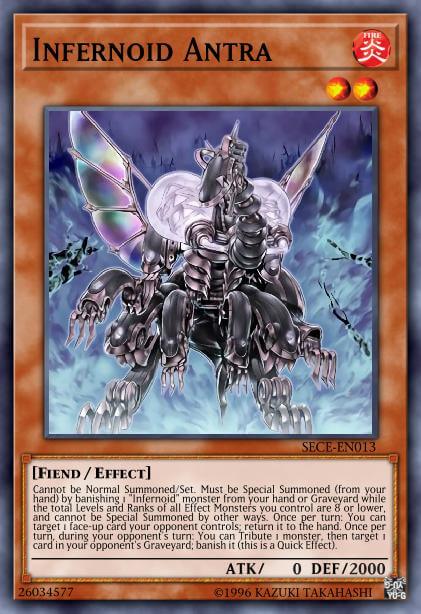 INFERNOID ANTRA
FIRE
炎
SECE-EN013
[FIEND / EFFECT]
Cannot be Normal Summoned/Set. Must be Special Summoned (from your
hand) by banishing 1 "Infernoid" monster from your hand or Graveyard while
the total Levels and Ranks of all Effect Monsters you control are 8 or lower,
and cannot be Special Summoned by other ways. Once per turn: You can
target 1 face-up card your opponent controls; return it to the hand. Once per
turn, during your opponent's turn: You can Tribute 1 monster, then target 1
card in your opponent's Graveyard; banish it (this is a Quick Effect).
ATK/ 0 DEF/2000
26034577
©1996 KAZUKI TAKAHASHI